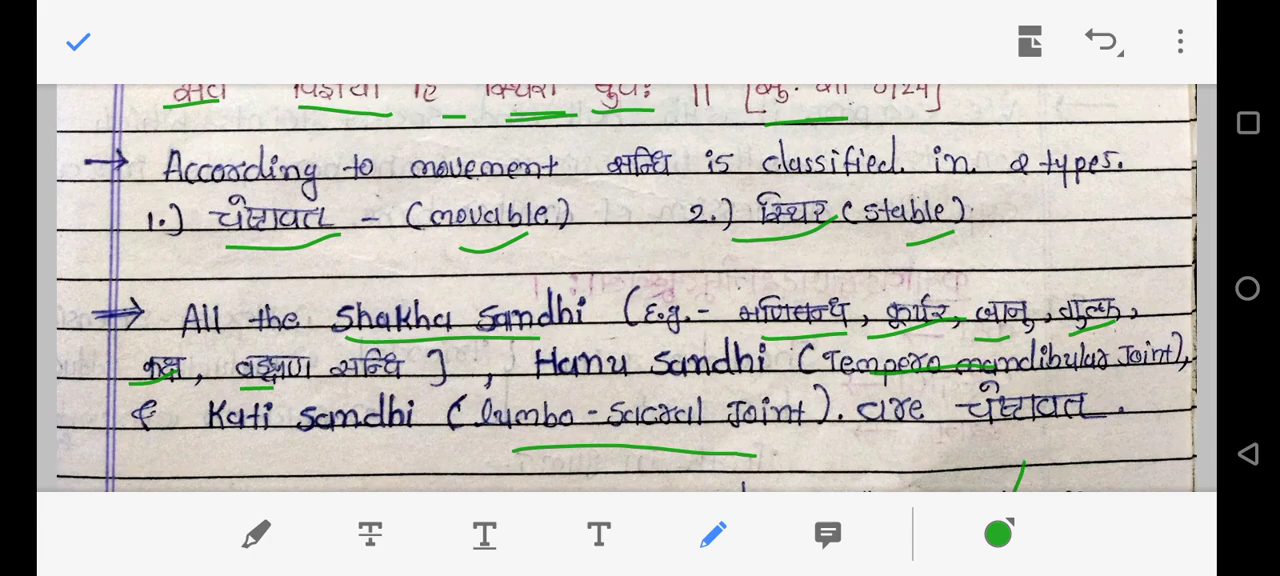 हि स्थिरा ||
→ According to movement सन्धि is classified. in. 2 types.
1.) चेष्टावत - (movable) 2.) स्थिर (stable)
→ All the Shakha Sandhi (E.g.- मणिबन्ध, कूर्पर, जानु, गुल्फ,
कक्ष, वङ्क्षण सन्धि ], Hanu Sandhi (Tempero mandibular Joint),
& Kati Sandhi (lumbo-Sacral Joint). are चेष्टावत.